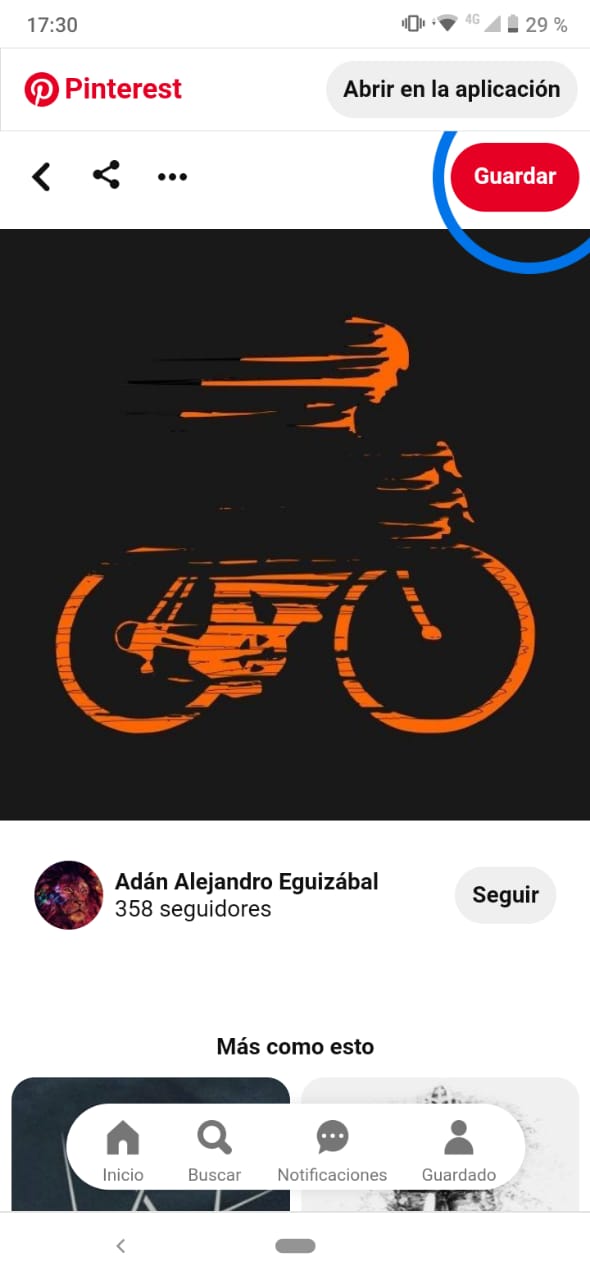 17:30
4G
29 %
Pinterest
Abrir en la aplicación
Guardar
Adán Alejandro Eguizábal
358 seguidores
Seguir
Más como esto
Inicio
Buscar
Notificaciones
Guardado